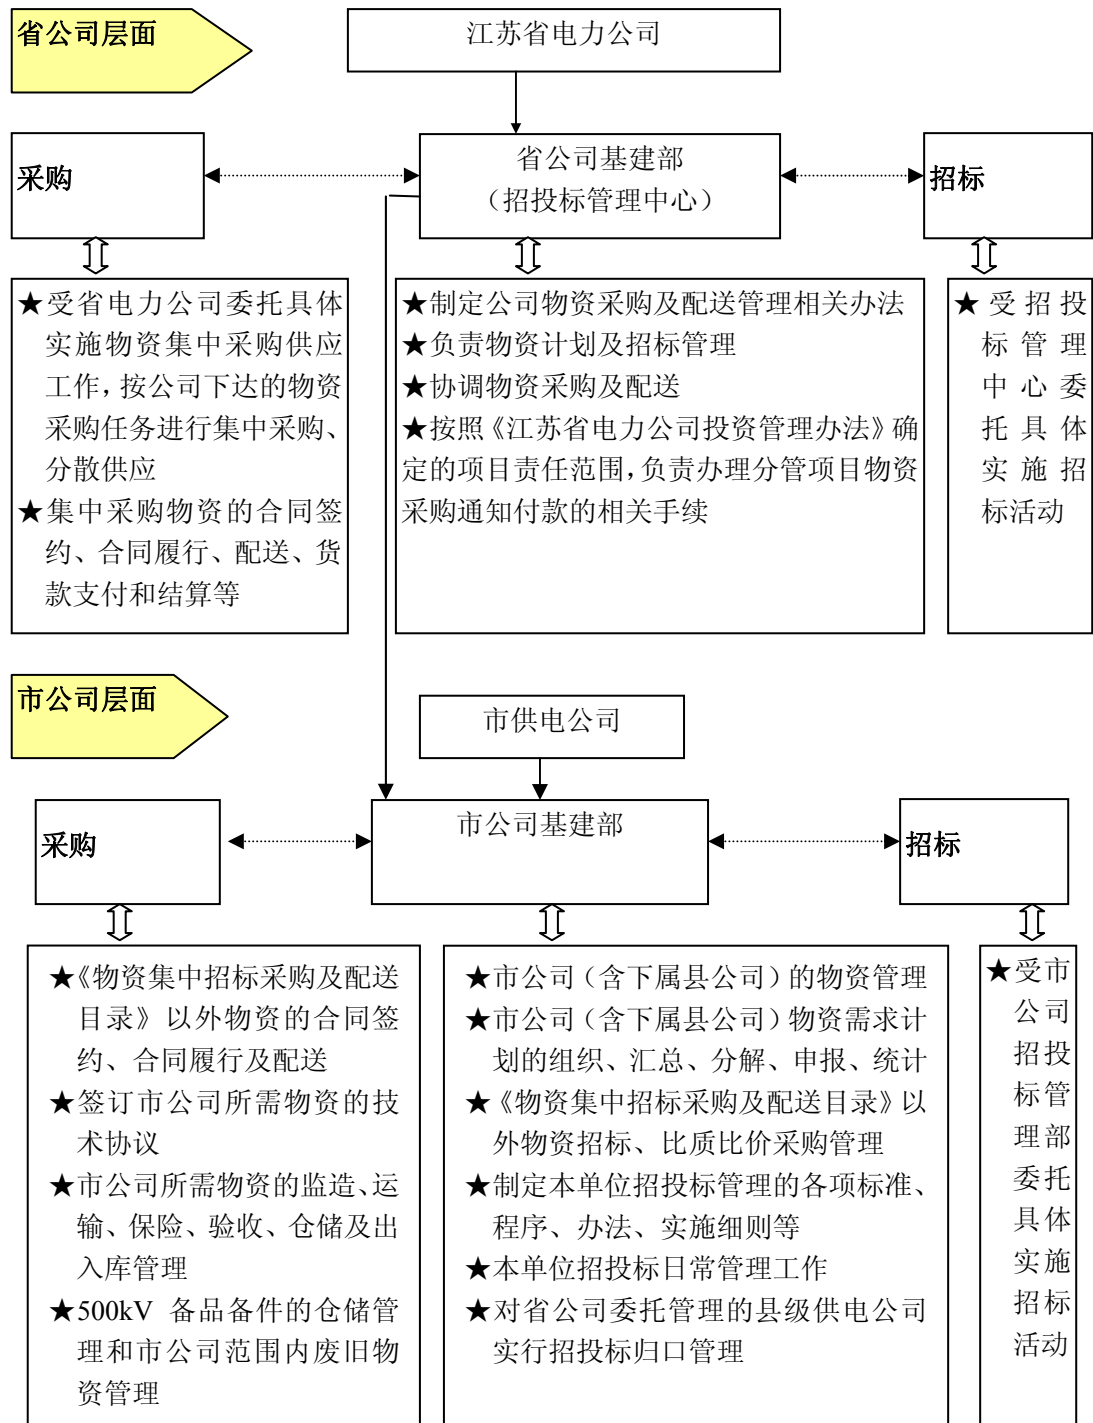 省公司层面
江苏省电力公司
采购
省公司基建部
（招投标管理中心）
招标
★受省电力公司委托具体
实施物资集中采购供应
工作，按公司下达的物资
采购任务进行集中采购、
分散供应
★集中采购物资的合同签
约、合同履行、配送、货
款支付和结算等
★制定公司物资采购及配送管理相关办法
★负责物资计划及招标管理
★协调物资采购及配送
★按照《江苏省电力公司投资管理办法》确
定的项目责任范围，负责办理分管项目物资
采购通知付款的相关手续
★受招投
标管理
中心委
托具体
实施招
标活动
市公司层面
市供电公司
采购
市公司基建部
招标
★《物资集中招标采购及配送
目录》以外物资的合同签
约、合同履行及配送
★签订市公司所需物资的技
术协议
★市公司所需物资的监造、运
输、保险、验收、仓储及出
入库管理
★500kV 备品备件的仓储管
理和市公司范围内废旧物
资管理
★市公司（含下属县公司）的物资管理
★市公司（含下属县公司）物资需求计
划的组织、汇总、分解、申报、统计
★《物资集中招标采购及配送目录》以
外物资招标、比质比价采购管理
★制定本单位招投标管理的各项标准、
程序、办法、实施细则等
★本单位招投标日常管理工作
★对省公司委托管理的县级供电公司
实行招投标归口管理
★受市
公司
招投
标管
理部
委托
具体
实施
招标
活动